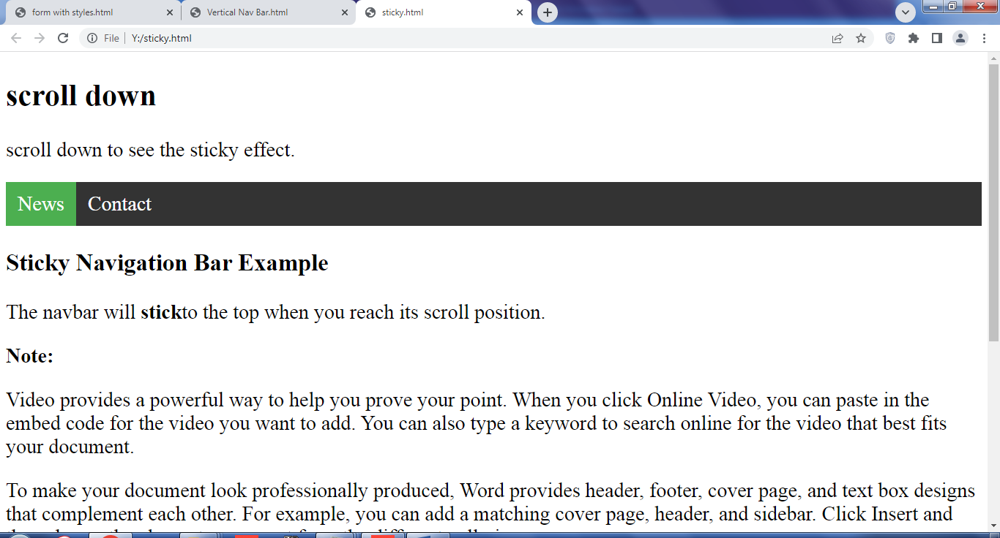 form with styles.html
Vertical Nav Bar.html
sticky.html
File
Y:/sticky.html
scroll down
scroll down to see the sticky effect.
News
Contact
Sticky Navigation Bar Example
The navbar will stickto the top when you reach its scroll position.
Note:
Video provides a powerful way to help you prove your point. When you click Online Video, you can paste in the
embed code for the video you want to add. You can also type a keyword to search online for the video that best fits
your document.
To make your document look professionally produced, Word provides header, footer, cover page, and text box designs
that complement each other. For example, you can add a matching cover page, header, and sidebar. Click Insert and